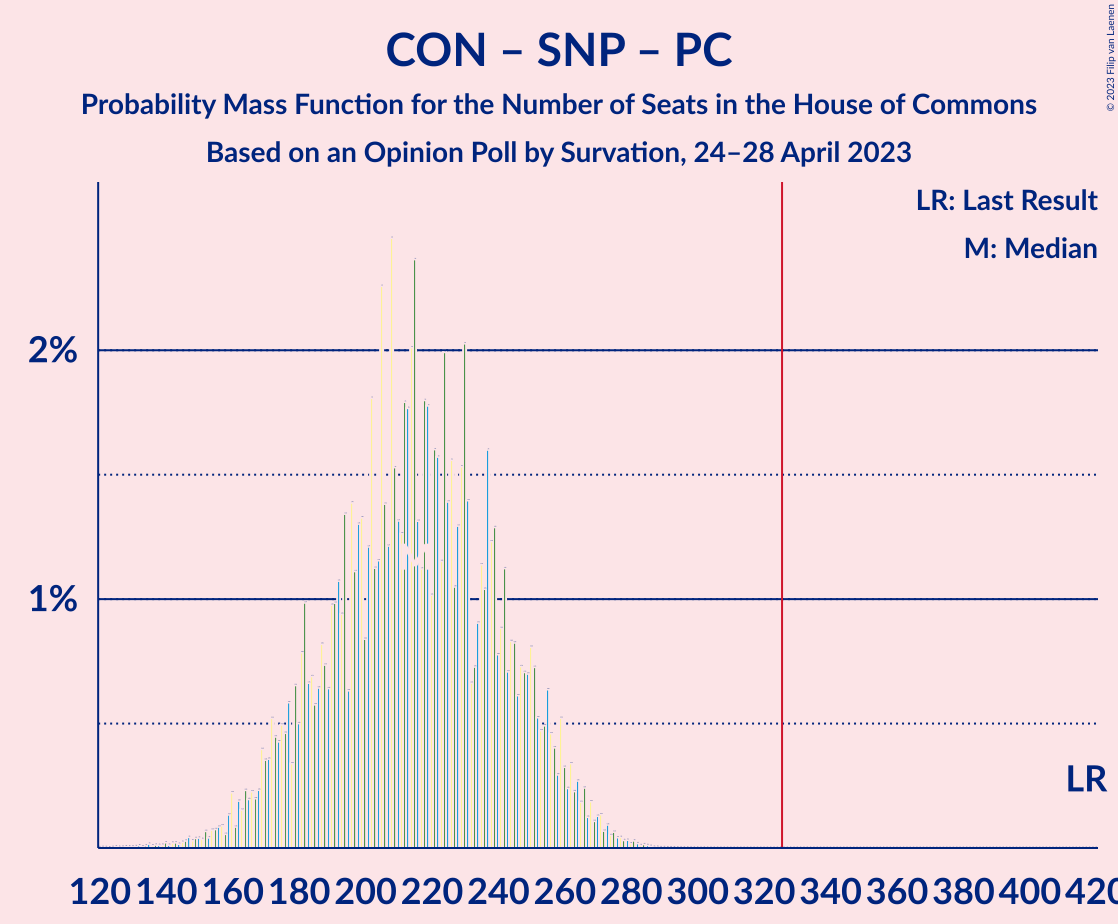 CON – SNP – PC
Probability Mass Function for the Number of Seats in the House of Commons
Based on an Opinion Poll by Survation, 24–28 April 2023
© 2023 Filip van Laenen
LR: Last Result
M: Median
2%
1%
LR
120 140 160 180 200 220 240 260 280 300 320 340 360 380 400 420